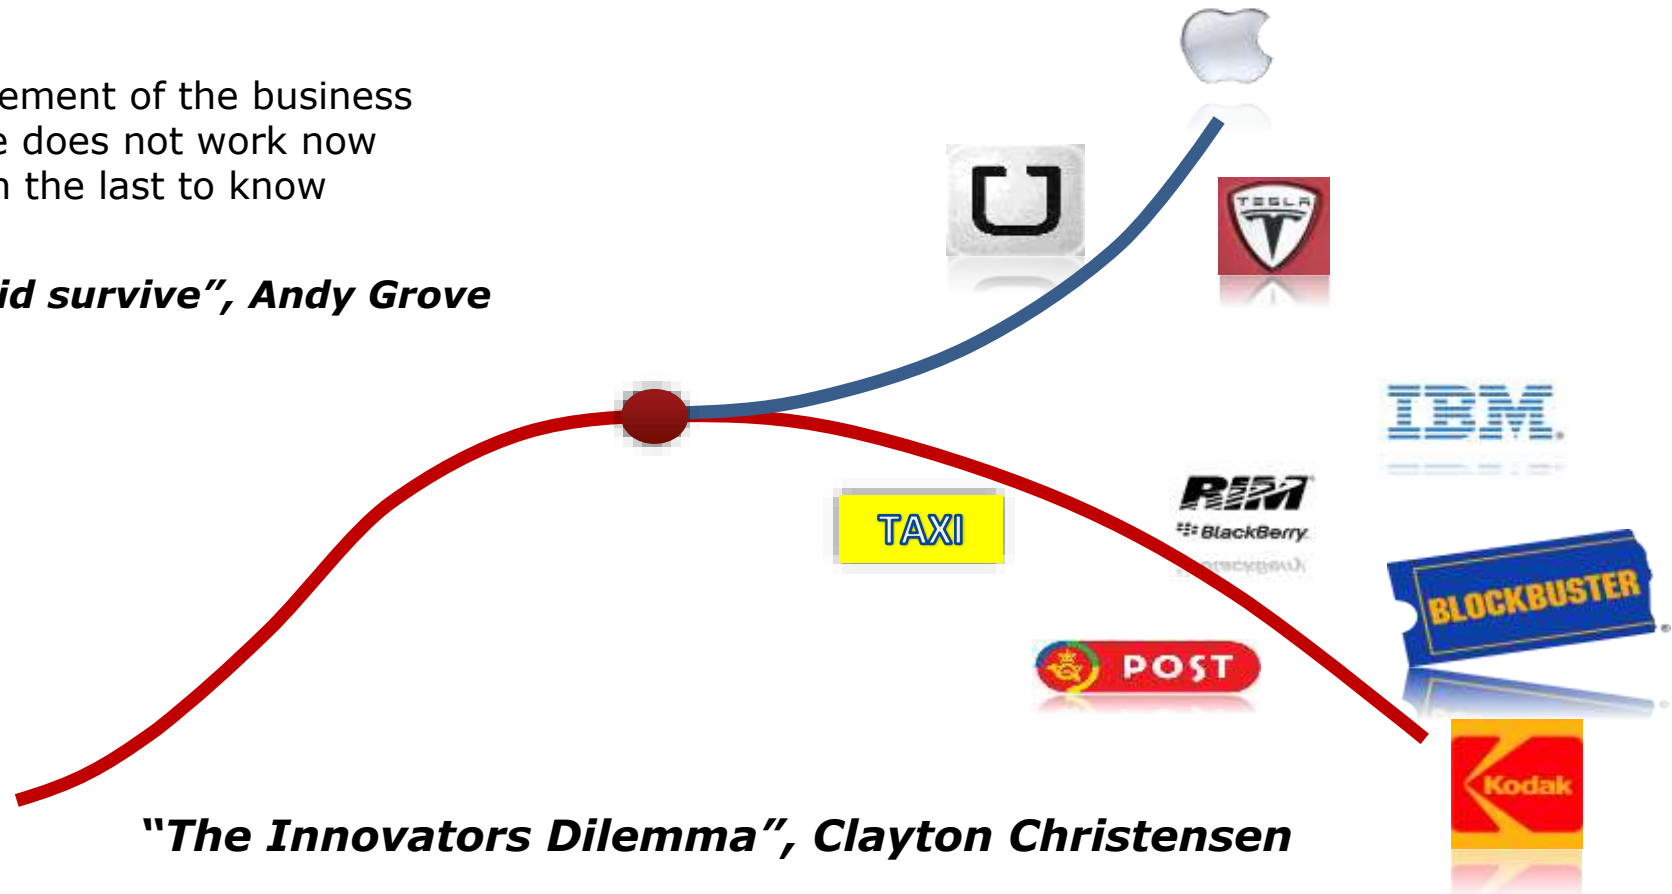 ement of the business
e does not work now
n the last to know
id survive”, Andy Grove
U
TESLA
IBM®
RIM
BlackBerry
TAXI
BLOCKBUSTER®
POST
Kodak
“The Innovators Dilemma”, Clayton Christensen